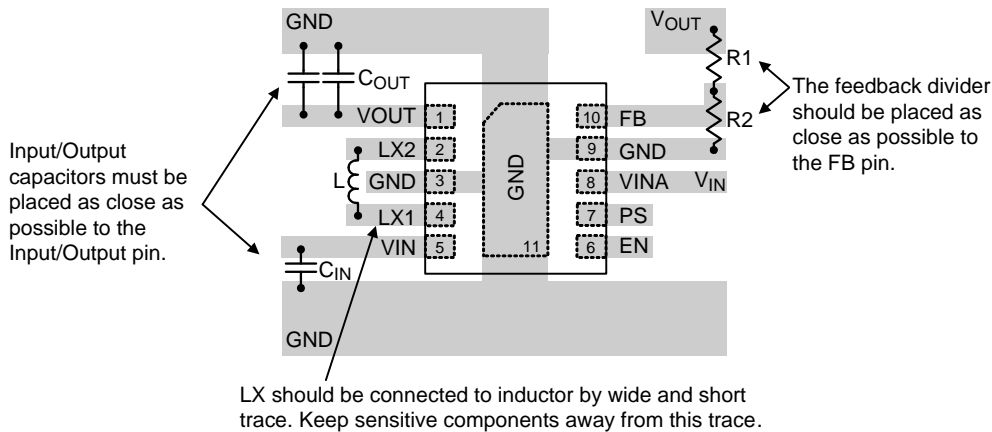 GND
COUT
VOUT
R1
R2
The feedback divider
should be placed as
close as possible to
the FB pin.
Input/Output
capacitors must be
placed as close as
possible to the
Input/Output pin.
VOUT 1
LX2 2
L
GND 3
LX1 4
VIN 5
GND
11
10 FB
9 GND
8 VINA VIN
7 PS
6 EN
CIN
GND
LX should be connected to inductor by wide and short
trace. Keep sensitive components away from this trace.